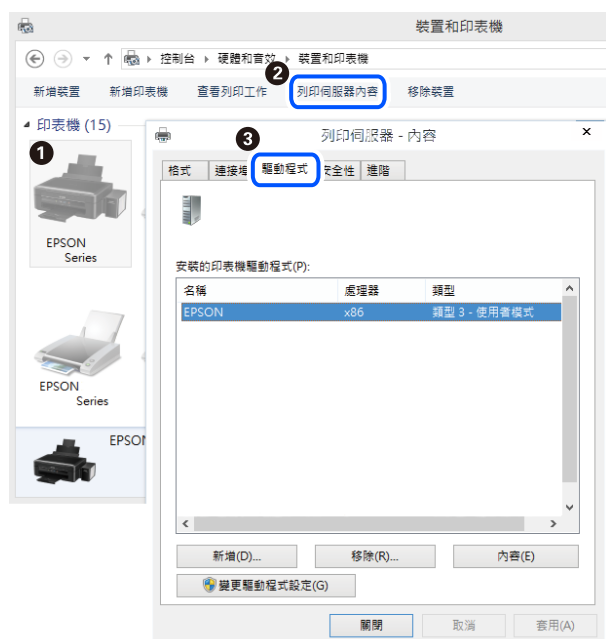 裝置和印表機
控制台 硬體和音效 裝置和印表機
2
新增裝置 新增印表機 查看列印工作 列印伺服器內容 移除裝置
印表機 (15)
1
EPSON
Series
EPSON
Series
EPSON
3
列印伺服器 - 內容
格式 連接埠 驅動程式 安全性 進階
安裝的印表機驅動程式(P):
名稱 處理器 類型
EPSON x86 類型 3 - 使用者模式
新增(D)... 移除(R)... 內容(E)
變更驅動程式設定(G)
關閉 取消 套用(A)